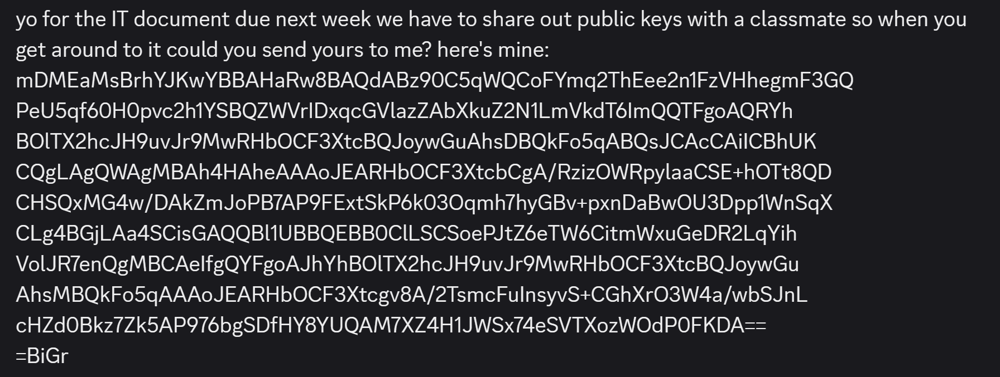 yo for the IT document due next week we have to share out public keys with a classmate so when you
get around to it could you send yours to me? here's mine:
mDMEaMsBrhYJKwYBBAHaRw8BAQdABz90C5qWQCoFYmq2ThEee2n1FzVHhegmF3GQ
PeU5qf60H0pvc2h1YSBQZWVrIDxqcGVlazZAbXkuZ2N1LmVkdT6ImQQTFgoAQRYh
BOlTX2hcJH9uvJr9MwRHbOCF3XtcBQJoywGuAhsDBQkFo5qABQsJCAcCAiICBhUK
CQgLAgQWAgMBAh4HAheAAAoJEARHbOCF3XtcbCgA/RzizOWRpylaaCSE+hOTt8QD
CHSQxMG4w/DAkZmJoPB7AP9FExtSkP6k03Oqmh7hyGBv+pxnDaBwOU3Dpp1WnSqX
CLg4BGjLAa4SCisGAQQBl1UBBQEBB0ClLSCSoePJtZ6eTW6CitmWxuGeDR2LqYih
VolJR7enQgMBCAeIfgQYFgoAJhYhBOlTX2hcJH9uvJr9MwRHbOCF3XtcBQJoywGu
AhsMBQkFo5qAAAoJEARHbOCF3Xtcgv8A/2TsmcFuInsyvS+CGhXrO3W4a/wbSJnL
cHZd0Bkz7Zk5AP976bgSDfHY8YUQAM7XZ4H1JWSx74eSVTXozWOdP0FKDA==
=BiGr